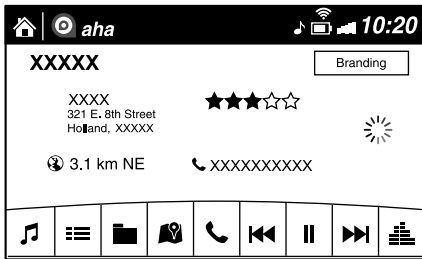 aha 10:20
XXXXX Branding
XXXX
321 E. 8th Street
Holland, XXXXX
3.1 km NE XXXXXXXXXX